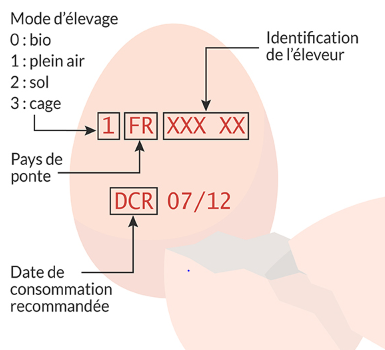 Mode d'élevage
0 : bio
1 : plein air
2 : sol
3 : cage
Identification
de l'éleveur
1 FR XXX XX
Pays de
ponte
DCR 07/12
Date de
consommation
recommandée